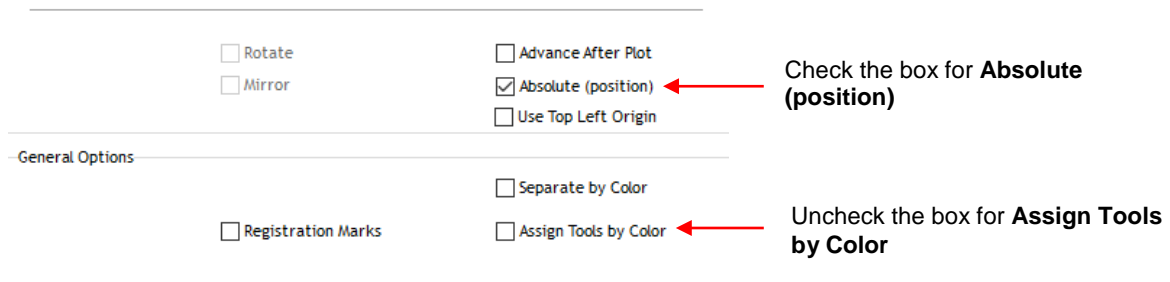 Rotate
Advance After Plot
Mirror
Absolute (position)
Check the box for Absolute
(position)
Use Top Left Origin
General Options
Separate by Color
Registration Marks
Assign Tools by Color
Uncheck the box for Assign Tools
by Color